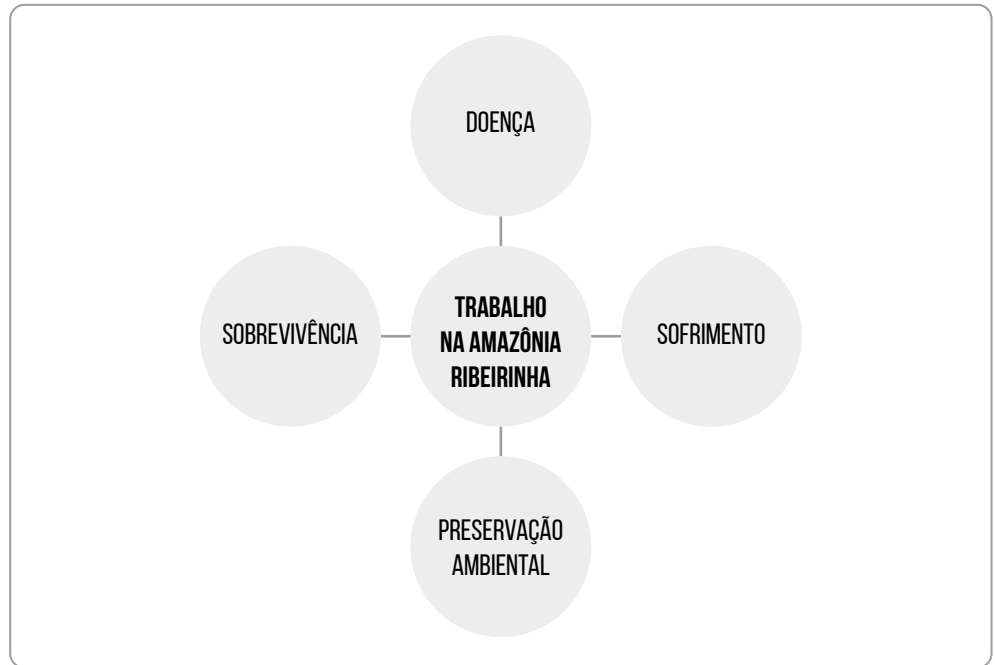 DOENÇA
SOBREVIVÊNCIA
TRABALHO
NA AMAZÔNIA
RIBEIRINHA
SOFRIMENTO
PRESERVAÇÃO
AMBIENTAL